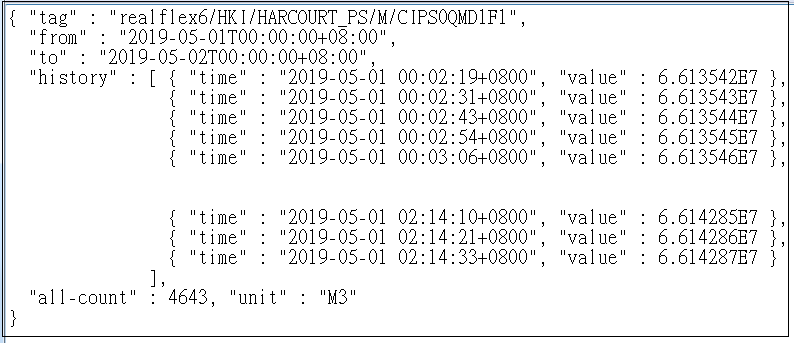 { "tag" : "realflex6/HKI/HARCOURT_PS/M/CIPS0QMD1F1",
"from" : "2019-05-01T00:00:00+08:00",
"to" : "2019-05-02T00:00:00+08:00",
"history" : [ { "time" : "2019-05-01 00:02:19+0800", "value" : 6.613542E7 },
{ "time" : "2019-05-01 00:02:31+0800", "value" : 6.613543E7 },
{ "time" : "2019-05-01 00:02:43+0800", "value" : 6.613544E7 },
{ "time" : "2019-05-01 00:02:54+0800", "value" : 6.613545E7 },
{ "time" : "2019-05-01 00:03:06+0800", "value" : 6.613546E7 },
{ "time" : "2019-05-01 02:14:10+0800", "value" : 6.614285E7 },
{ "time" : "2019-05-01 02:14:21+0800", "value" : 6.614286E7 },
{ "time" : "2019-05-01 02:14:33+0800", "value" : 6.614287E7 }
],
"all-count" : 4643, "unit" : "M3"
}